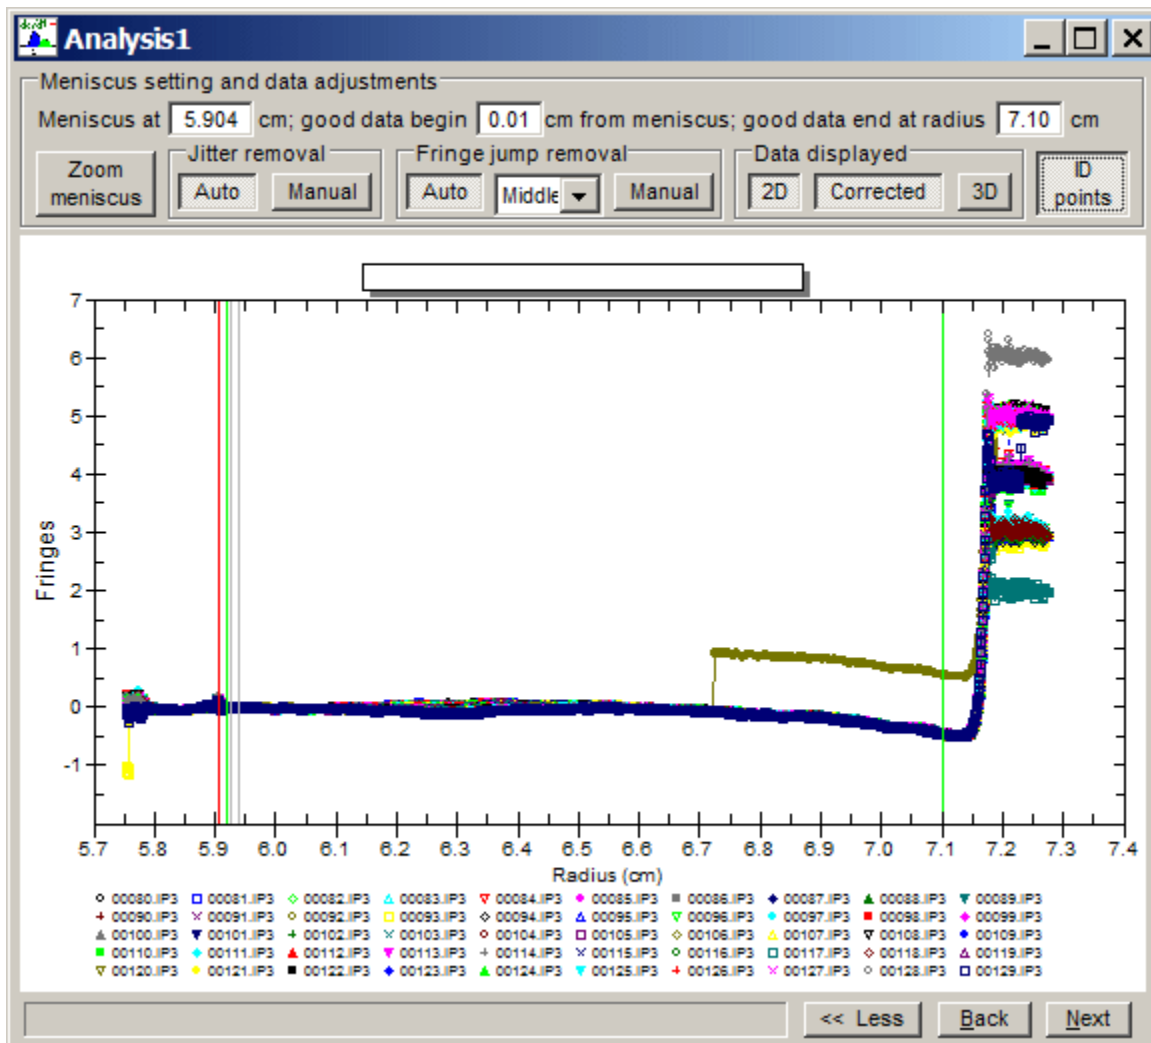 dc/dt
Analysis1
Meniscus setting and data adjustments
Meniscus at 5.904 cm; good data begin 0.01 cm from meniscus; good data end at radius 7.10 cm
Zoom meniscus
Jitter removal
Auto Manual
Fringe jump removal
Auto Middle Manual
Data displayed
2D Corrected 3D
ID points
7
6
5
4
3
2
1
0
-1
Fringes
5.7 5.8 5.9 6.0 6.1 6.2 6.3 6.4 6.5 6.6 6.7 6.8 6.9 7.0 7.1 7.2 7.3 7.4
Radius (cm)
00080.IP3 00081.IP3 00082.IP3 00083.IP3 00084.IP3 00085.IP3 00086.IP3 00087.IP3 00088.IP3 00089.IP3
00090.IP3 00091.IP3 00092.IP3 00093.IP3 00094.IP3 00095.IP3 00096.IP3 00097.IP3 00098.IP3 00099.IP3
00100.IP3 00101.IP3 00102.IP3 00103.IP3 00104.IP3 00105.IP3 00106.IP3 00107.IP3 00108.IP3 00109.IP3
00110.IP3 00111.IP3 00112.IP3 00113.IP3 00114.IP3 00115.IP3 00116.IP3 00117.IP3 00118.IP3 00119.IP3
00120.IP3 00121.IP3 00122.IP3 00123.IP3 00124.IP3 00125.IP3 00126.IP3 00127.IP3 00128.IP3 00129.IP3
<< Less Back Next